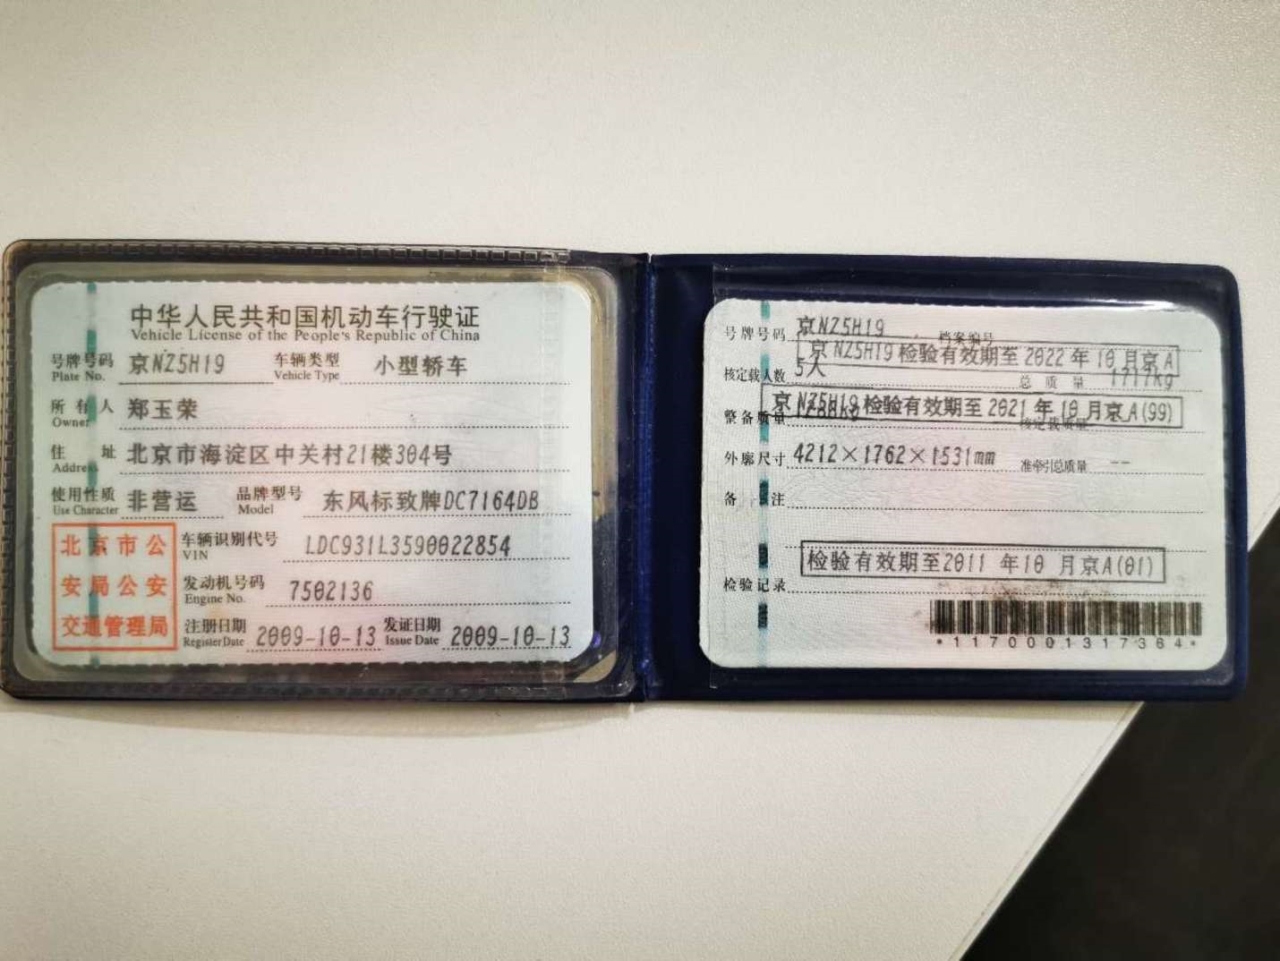 中华人民共和国机动车行驶证
Vehicle License of the People's Republic of China
号牌号码 京NZ5H19 车辆类型 小型轿车
Plate No. Vehicle Type
所有人 郑玉荣
Owner
住 址 北京市海淀区中关村21楼304号
Address
使用性质 非营运 品牌型号 东风标致牌DC7164DB
Use Character Model
北京市公
安局公安
交通管理局
车辆识别代号 LDC931L3590022854
VIN
发动机号码 7502136
Engine No.
注册日期 2009-10-13 发证日期 2009-10-13
Register Date Issue Date
号牌号码 京NZ5H19 档案编号
京NZ5H19检验有效期至2022年10月京A
核定载人数 5人 总质量 1717kg
京NZ5H19检验有效期至2021年10月京A(99)
整备质量 核定载质量
外廓尺寸 4212×1762×1531mm 准牵引总质量 --
备 注
检验有效期至2011 年10 月京A(01)
检验记录
*1170001317364*